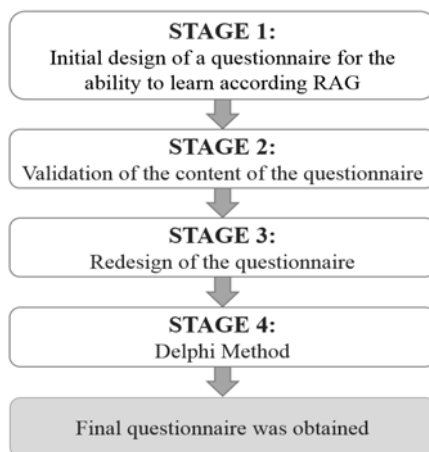 STAGE 1:
Initial design of a questionnaire for the
ability to learn according RAG
STAGE 2:
Validation of the content of the questionnaire
STAGE 3:
Redesign of the questionnaire
STAGE 4:
Delphi Method
Final questionnaire was obtained